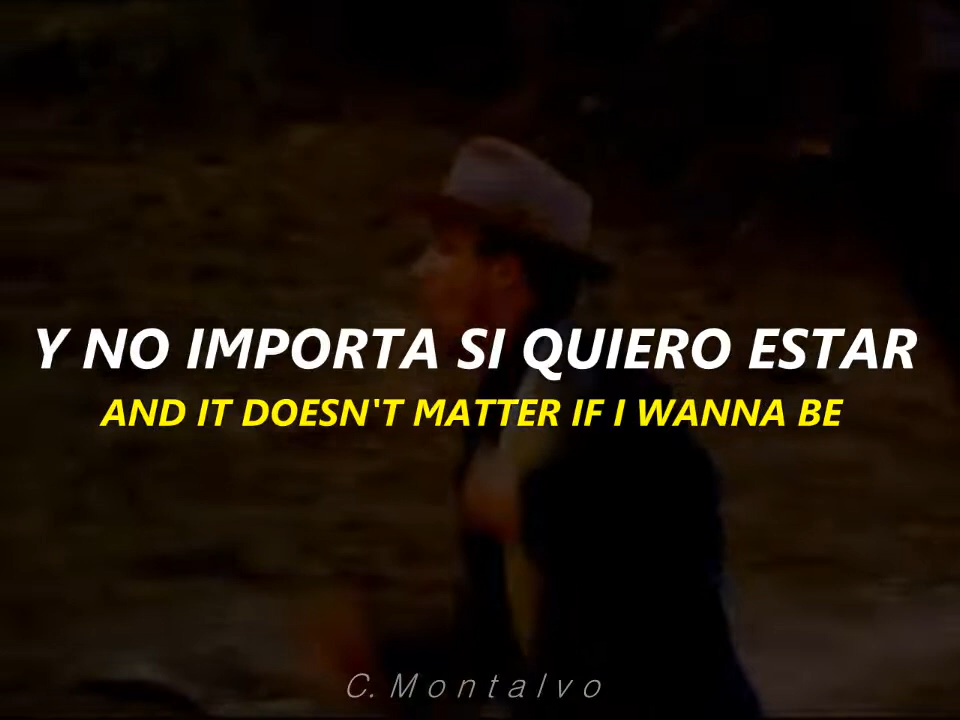 Y NO IMPORTA SI QUIERO ESTAR
AND IT DOESN'T MATTER IF I WANNA BE
C. Montalvo